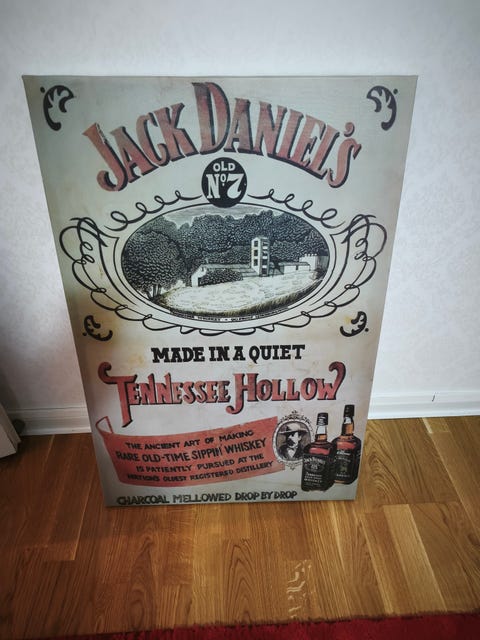 JACK DANIEL'S
OLD
Nº7
MADE IN A QUIET
TENNESSEE HOLLOW
THE ANCIENT ART OF MAKING
RARE OLD-TIME SIPPIN' WHISKEY
IS PATIENTLY PURSUED AT THE
NATION'S OLDEST REGISTERED DISTILLERY
CHARCOAL MELLOWED DROP BY DROP